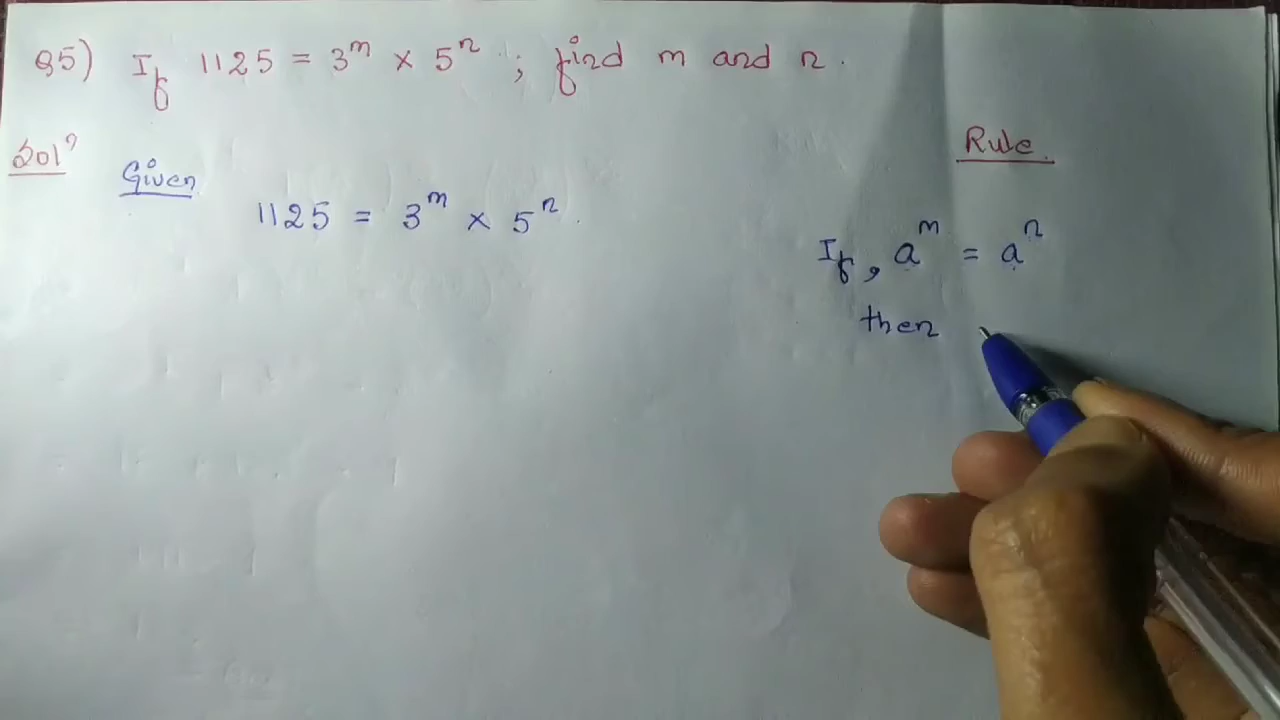 Q5) If 1125 = 3^m × 5^n ; find m and n.
Sol^n
Given
1125 = 3^m × 5^n.
Rule.
If, a^m = a^n
then